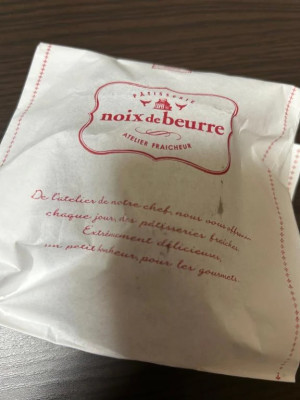 PÂTISSERIE
noix de beurre
ATELIER FRAICHEUR
De l'atelier de notre chef, nous vous offrons
chaque jour, des pâtisseries fraîches.
Extrêmement délicieuses,
un petit bonheur, pour les gourmets.